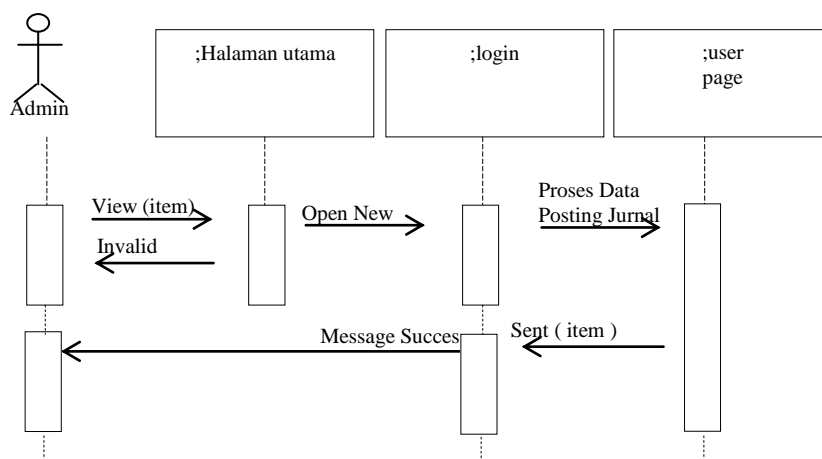 ;Halaman utama
;login
;user
page
Admin
View (item)
Open New
Proses Data
Posting Jurnal
Invalid
Message Succes
Sent ( item )